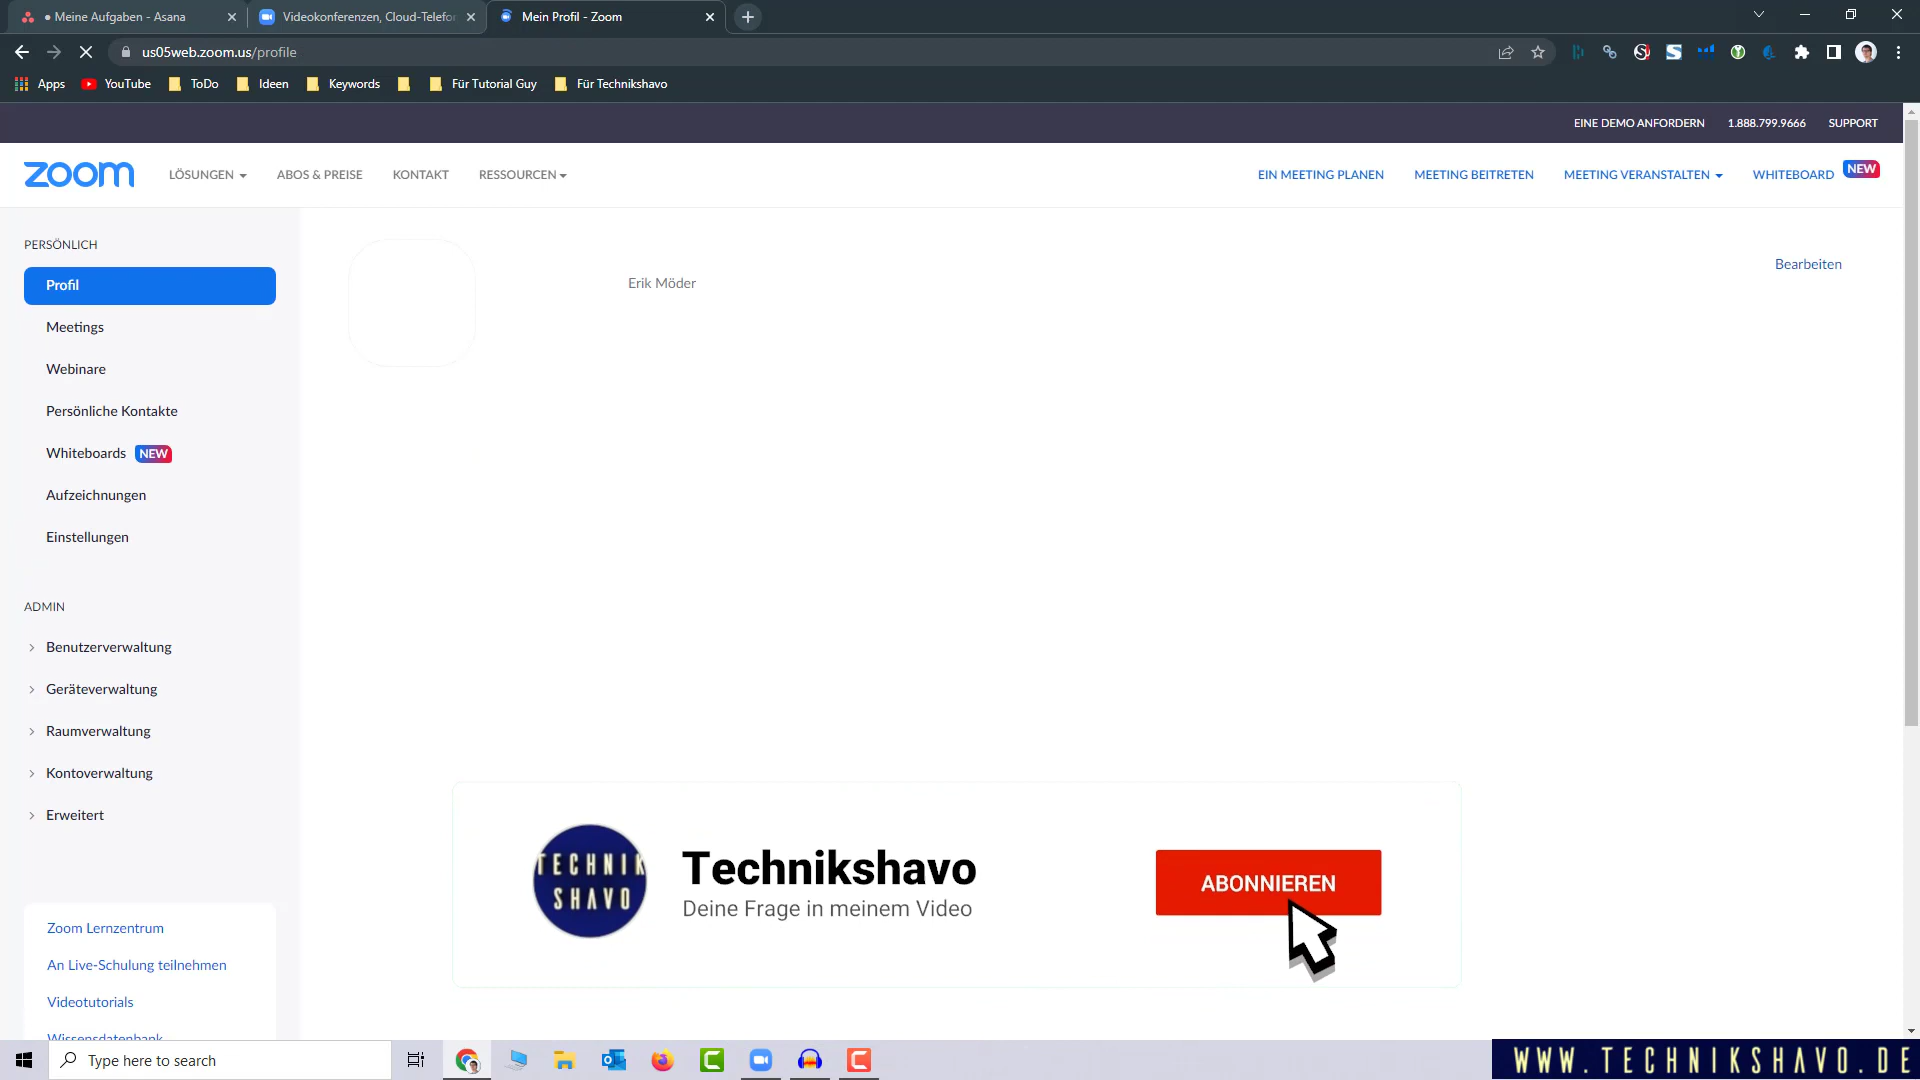 Meine Aufgaben - Asana
Videokonferenzen, Cloud-Telefor
Mein Profil - Zoom
us05web.zoom.us/profile
Apps
YouTube
ToDo
Ideen
Keywords
Für Tutorial Guy
Für Technikshavo
EINE DEMO ANFORDERN
1.888.799.9666
SUPPORT
zoom
LÖSUNGEN
ABOS & PREISE
KONTAKT
RESSOURCEN
EIN MEETING PLANEN
MEETING BEITRETEN
MEETING VERANSTALTEN
WHITEBOARD
NEW
PERSÖNLICH
Profil
Meetings
Webinare
Persönliche Kontakte
Whiteboards NEW
Aufzeichnungen
Einstellungen
Erik Möder
Bearbeiten
ADMIN
Benutzerverwaltung
Geräteverwaltung
Raumverwaltung
Kontoverwaltung
Erweitert
Zoom Lernzentrum
An Live-Schulung teilnehmen
Videotutorials
Wissensdatenbank
TECHNIK
SHAVO
Technikshavo
Deine Frage in meinem Video
ABONNIEREN
Type here to search
WWW.TECHNIKSHAVO.DE